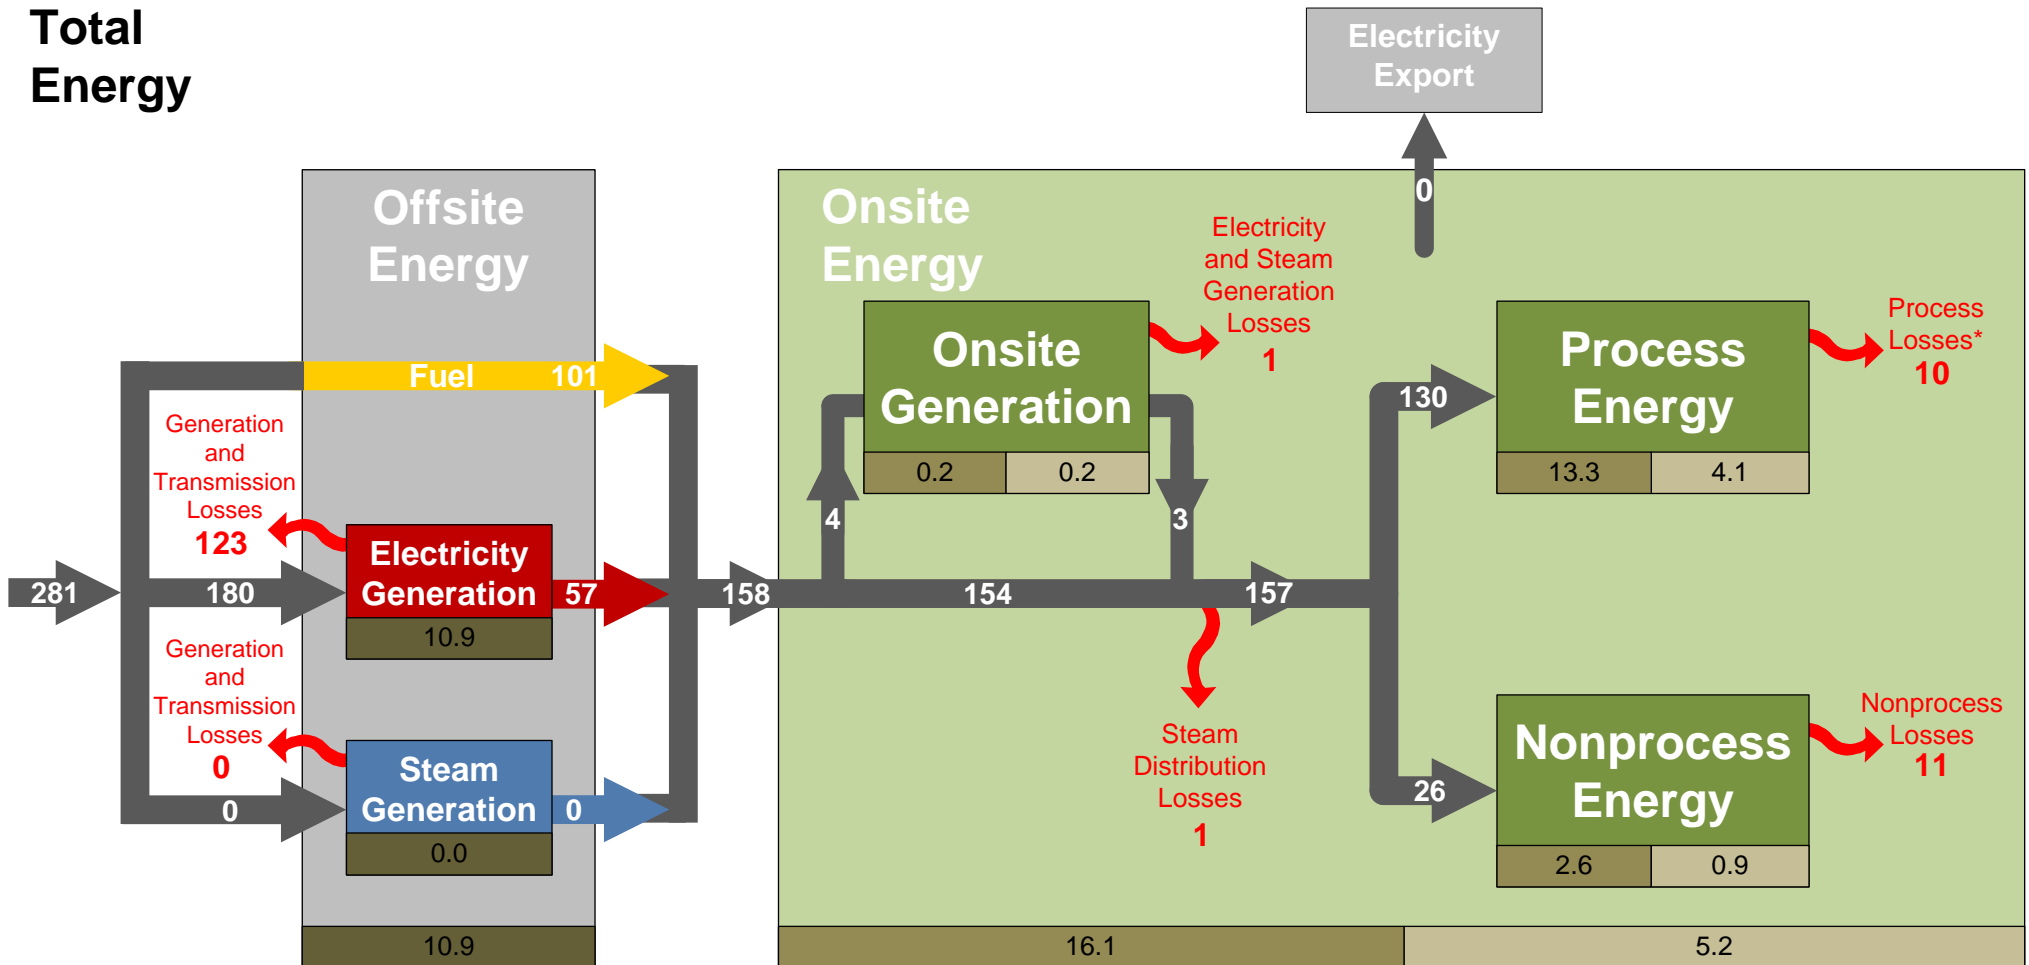 Total
Energy
Electricity
Export
0
Offsite
Energy
Fuel 101
Generation
and
Transmission
Losses
123
281
180
Electricity
Generation
57
10.9
Generation
and
Transmission
Losses
0
0
Steam
Generation
0
0.0
10.9
158
Onsite
Energy
Onsite
Generation
0.2
0.2
4
3
Electricity
and Steam
Generation
Losses
1
154
157
Steam
Distribution
Losses
1
130
Process
Energy
13.3
4.1
Process
Losses*
10
26
Nonprocess
Energy
2.6
0.9
Nonprocess
Losses
11
16.1
5.2